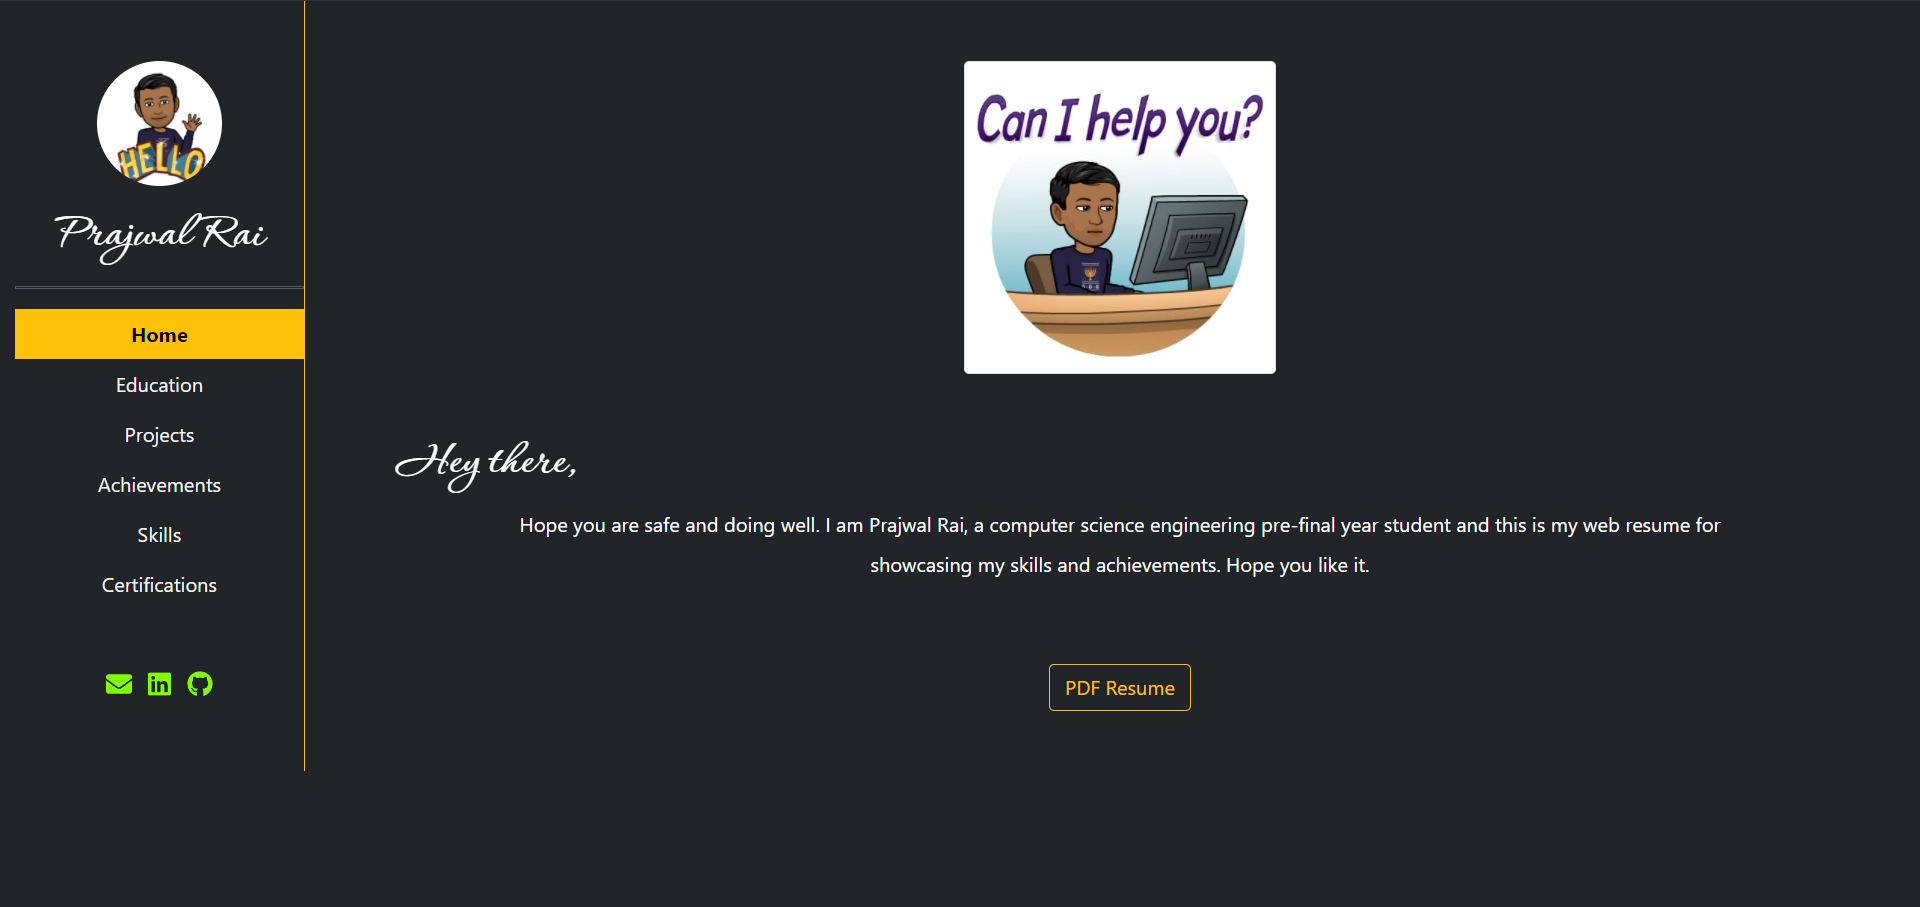 HELLO
Prajwal Rai
Home
Education
Projects
Achievements
Skills
Certifications
in
Can I help you?
Hey there,
Hope you are safe and doing well. I am Prajwal Rai, a computer science engineering pre-final year student and this is my web resume for
showcasing my skills and achievements. Hope you like it.
PDF Resume